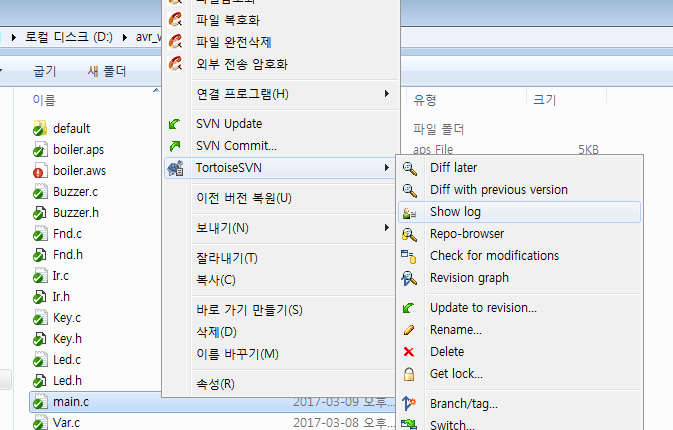 파일 복호화
파일 완전삭제
외부 전송 암호화
연결 프로그램(H)
SVN Update
SVN Commit...
TortoiseSVN
이전 버전 복원(U)
보내기(N)
잘라내기(T)
복사(C)
바로 가기 만들기(S)
삭제(D)
이름 바꾸기(M)
속성(R)
로컬 디스크 (D:)
avr_w
굽기
새 폴더
이름
유형
크기
default
파일 폴더
boiler.aps
aps File
5KB
boiler.aws
Buzzer.c
Buzzer.h
Fnd.c
Fnd.h
Ir.c
Ir.h
Key.c
Key.h
Led.c
Led.h
main.c
2017-03-09 오후...
Var.c
2017-03-08 오후...
Diff later
Diff with previous version
Show log
Repo-browser
Check for modifications
Revision graph
Update to revision...
Rename...
Delete
Get lock...
Branch/tag...
Switch...